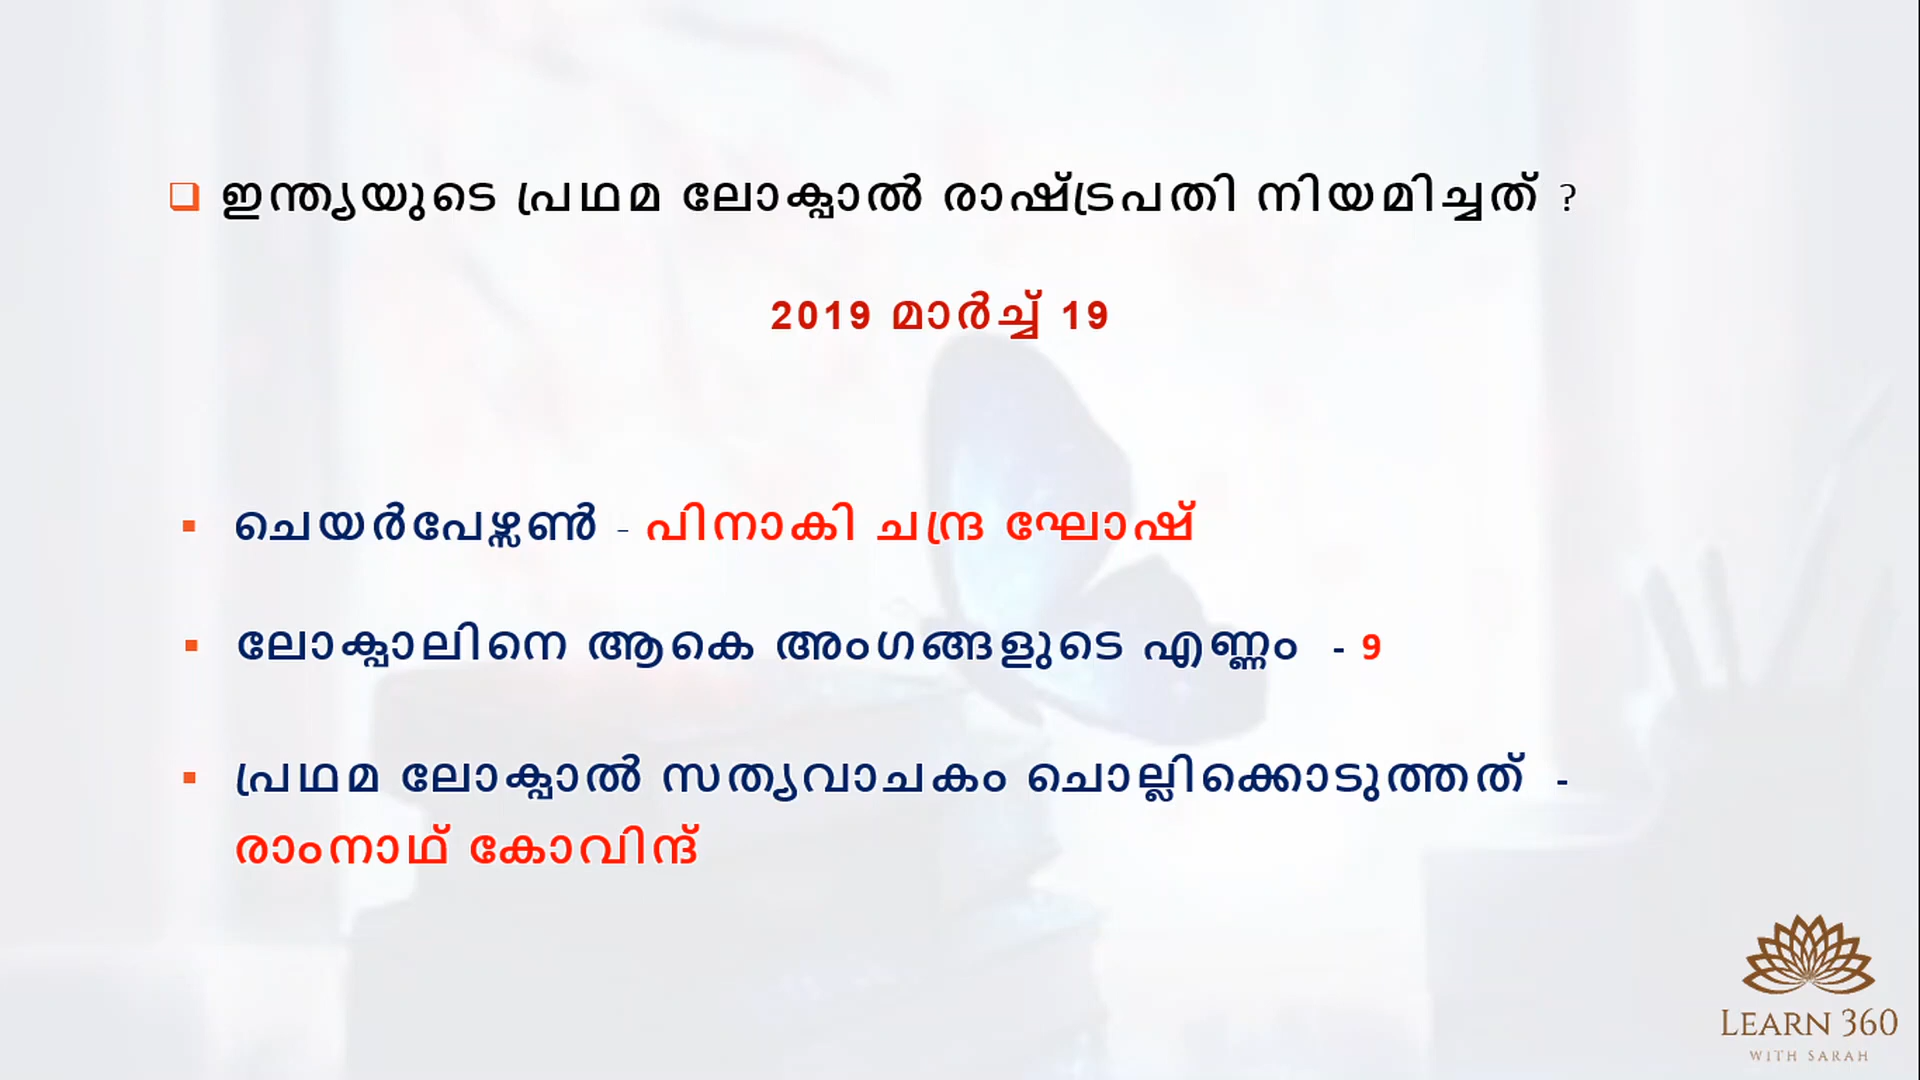 ഇന്ത്യയുടെ പ്രഥമ ലോക്പാൽ രാഷ്ട്രപതി നിയമിച്ചത് ?
2019 മാർച്ച് 19
ചെയർപേഴ്സൺ - പിനാകി ചന്ദ്ര ഘോഷ്
ലോക്പാലിനെ ആകെ അംഗങ്ങളുടെ എണ്ണം - 9
പ്രഥമ ലോക്പാൽ സത്യവാചകം ചൊല്ലിക്കൊടുത്തത് -
രാംനാഥ് കോവിന്ദ്
LEARN 360
WITH SARAH